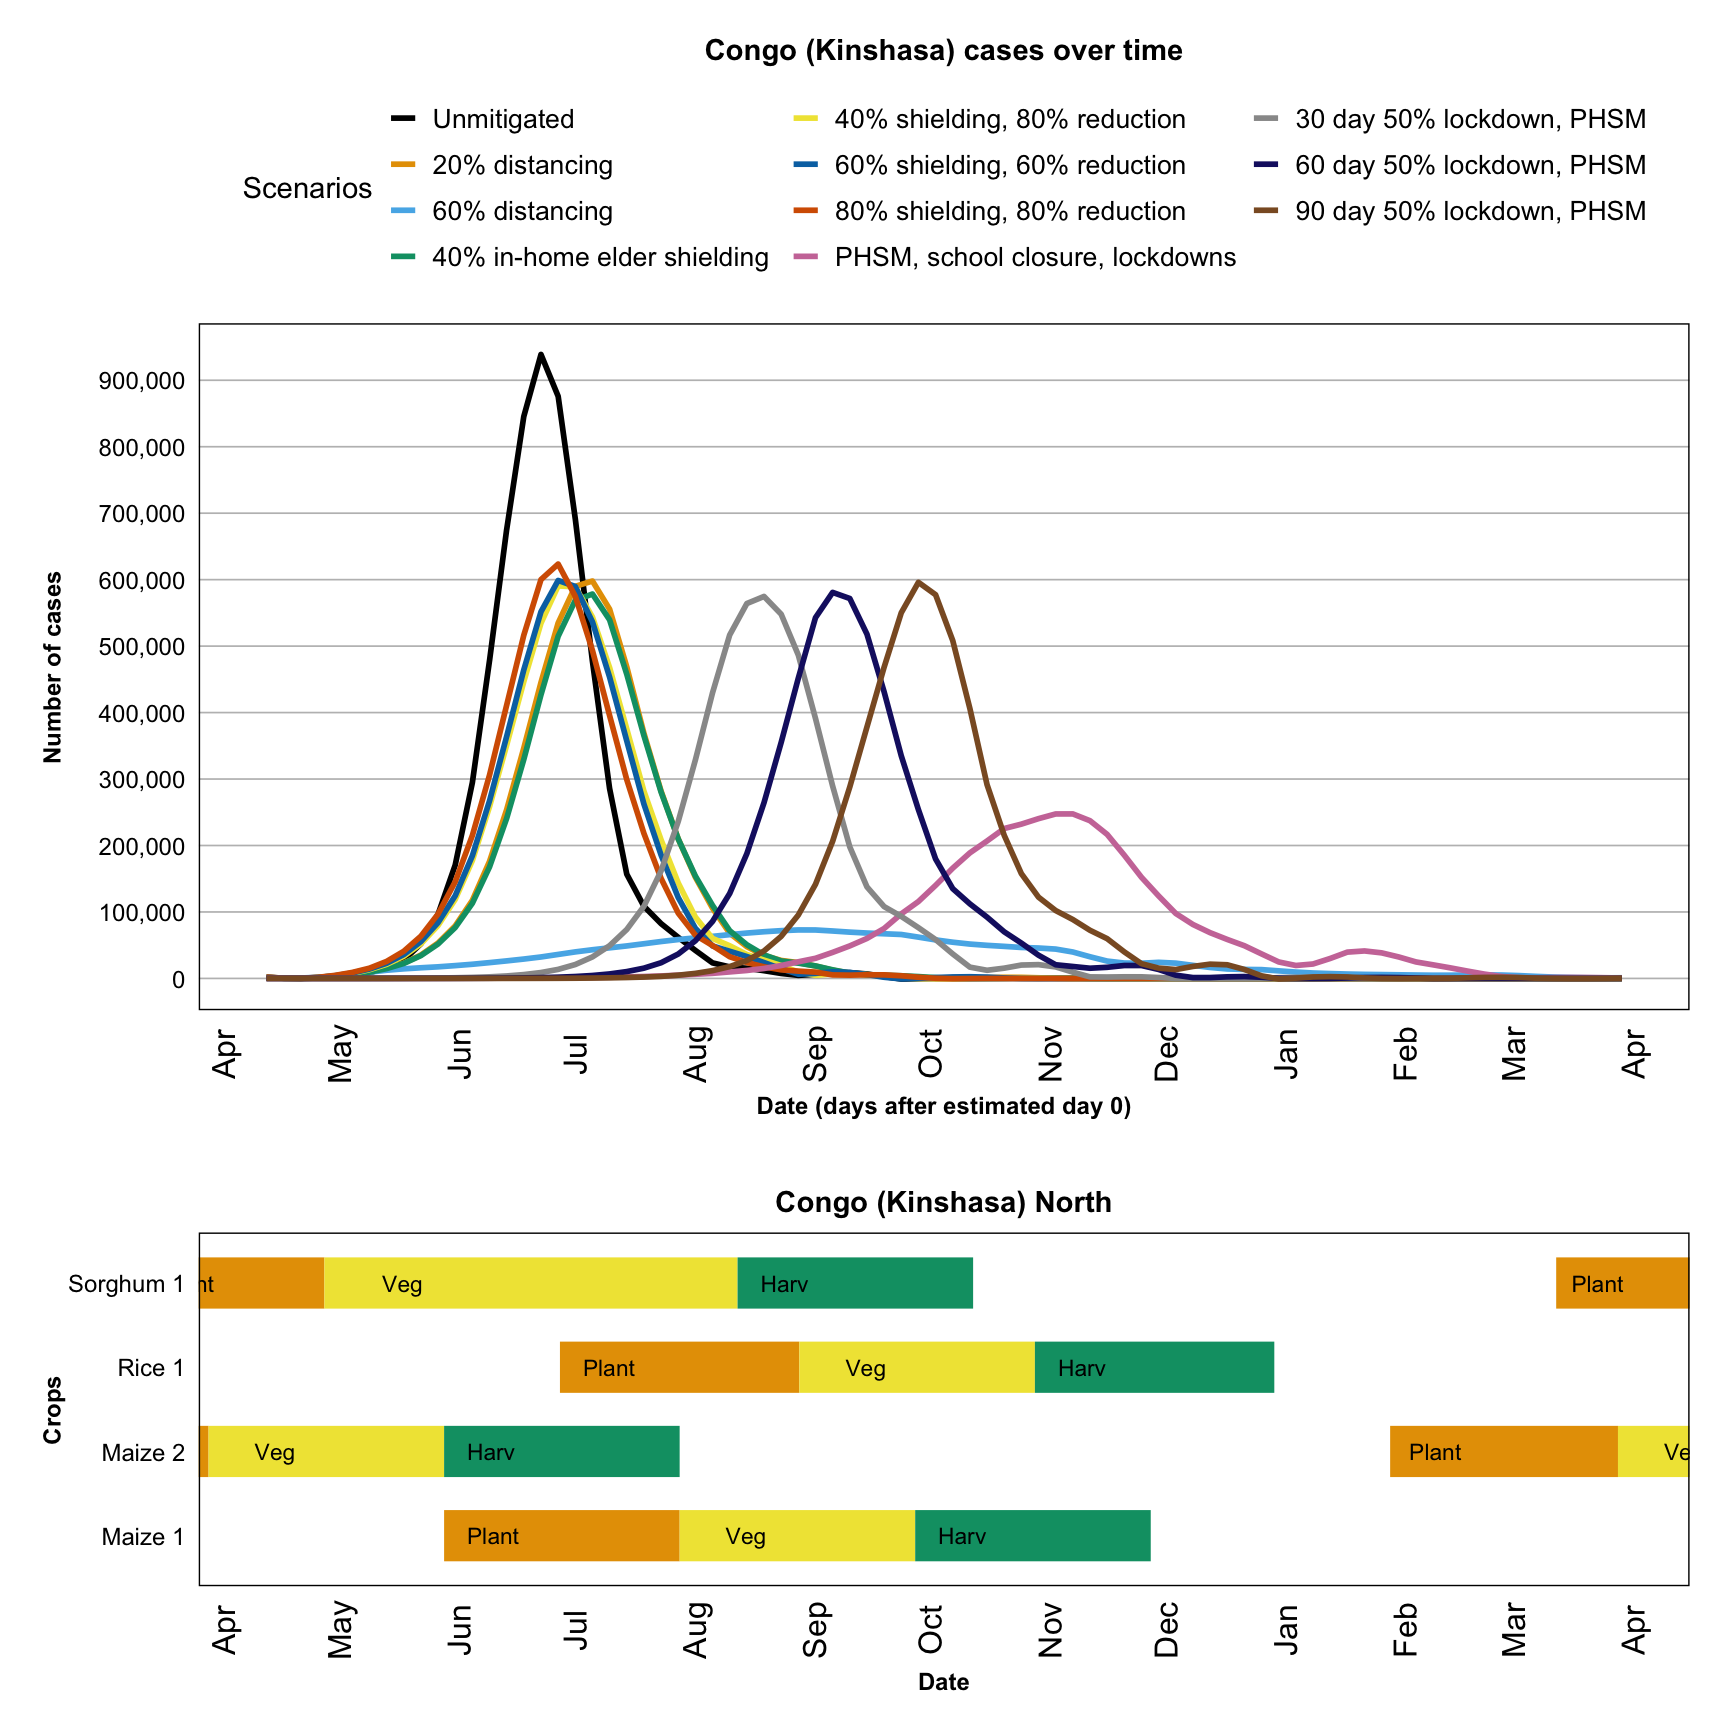 Congo (Kinshasa) cases over time
Scenarios
Unmitigated
20% distancing
60% distancing
40% in-home elder shielding
40% shielding, 80% reduction
60% shielding, 60% reduction
80% shielding, 80% reduction
PHSM, school closure, lockdowns
30 day 50% lockdown, PHSM
60 day 50% lockdown, PHSM
90 day 50% lockdown, PHSM
Number of cases
900,000
800,000
700,000
600,000
500,000
400,000
300,000
200,000
100,000
0
Apr May Jun Jul Aug Sep Oct Nov Dec Jan Feb Mar Apr
Date (days after estimated day 0)
Congo (Kinshasa) North
Crops
Sorghum 1 nt Veg Harv Plant
Rice 1 Plant Veg Harv
Maize 2 Veg Harv Plant Ve
Maize 1 Plant Veg Harv
Apr May Jun Jul Aug Sep Oct Nov Dec Jan Feb Mar Apr
Date